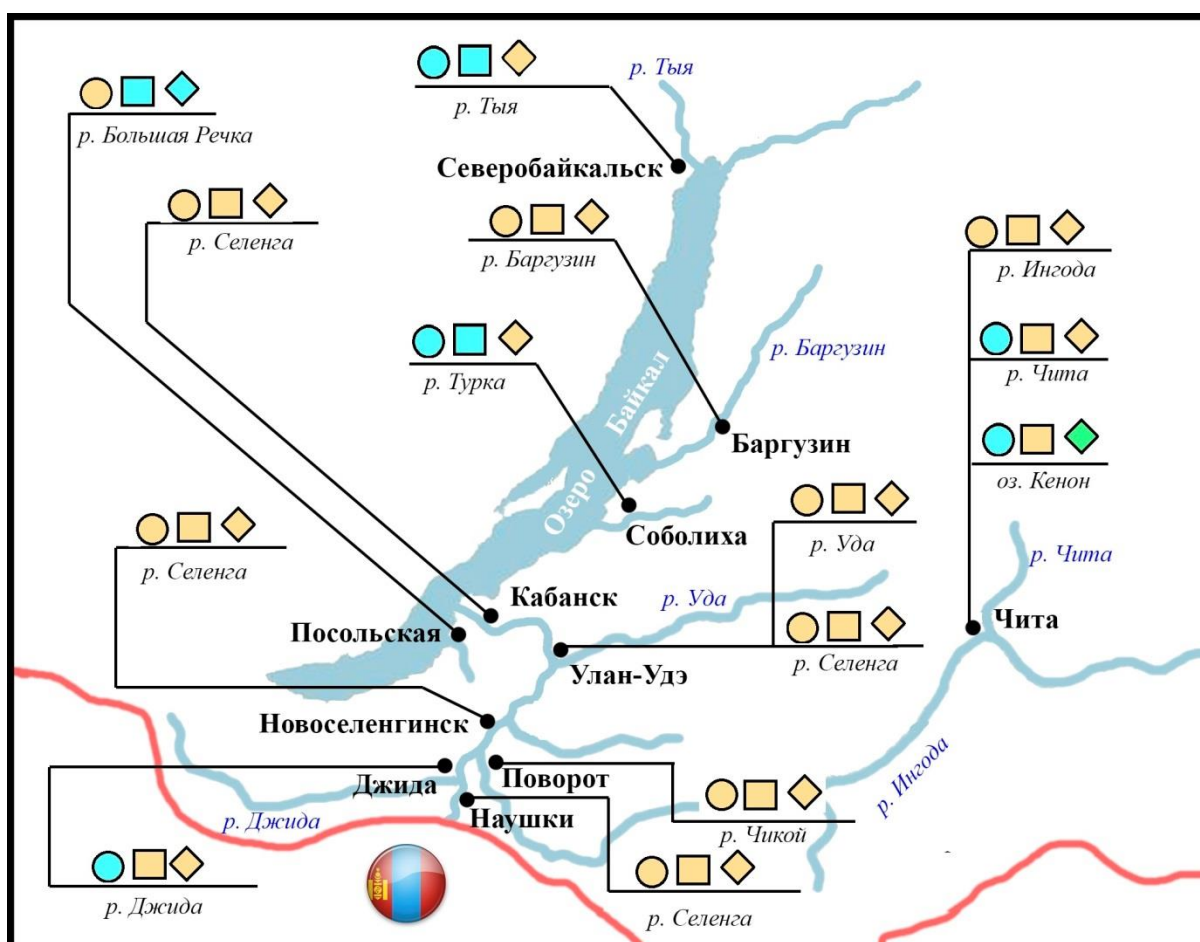 р. Тыя
р. Тыя
р. Большая Речка
Северобайкальск
р. Селенга
р. Баргузин
р. Ингода
р. Баргузин
р. Чита
р. Турка
Озеро Байкал
Баргузин
оз. Кенон
Соболиха
р. Уда
р. Селенга
р. Чита
Кабанск
р. Уда
Посольская
Чита
Улан-Удэ
р. Селенга
Новоселенгинск
Джида
Поворот
р. Ингода
Наушки
р. Джида
р. Чикой
р. Джида
р. Селенга